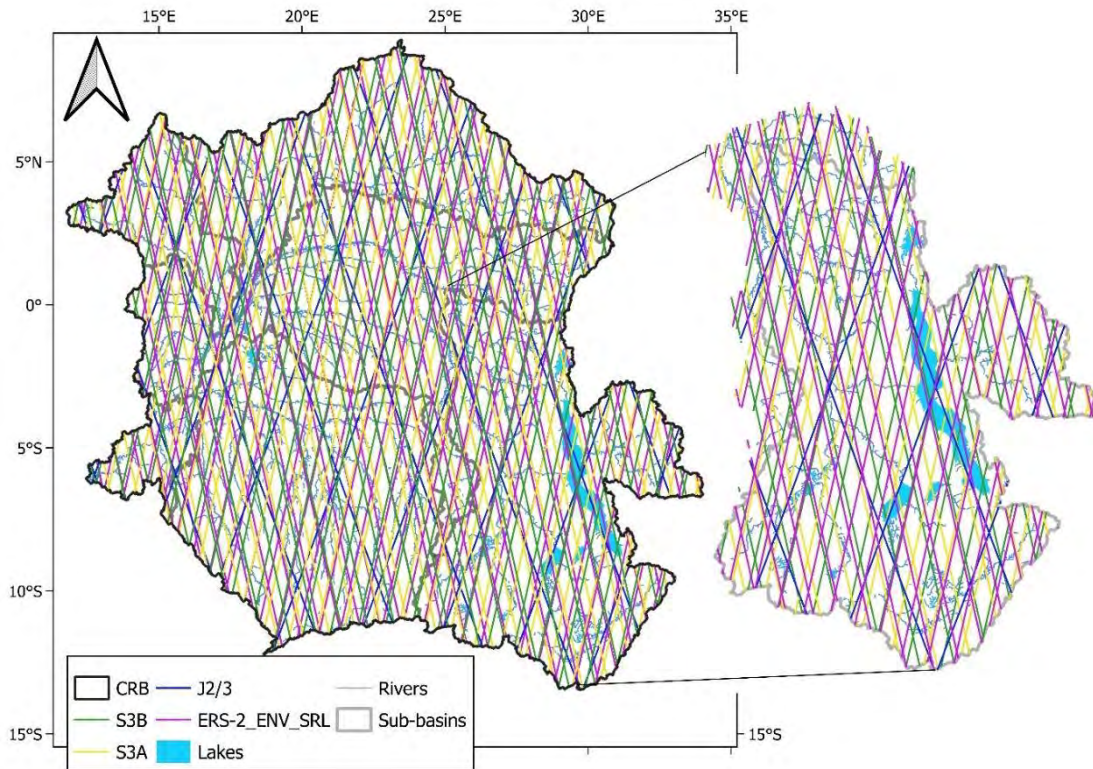 15°E 20°E 25°E 30°E 35°E
5°N
0°
5°S
10°S
15°S 15°S
CRB J2/3 Rivers
S3B ERS-2_ENV_SRL Sub-basins
S3A Lakes